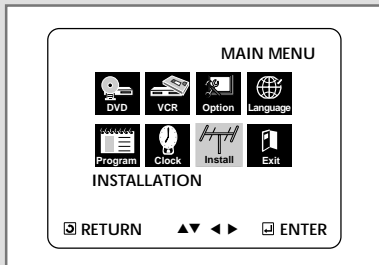 MAIN MENU
DVD VCR Option Language
Program Clock Install Exit
INSTALLATION
RETURN ▲▼ ◄ ► ENTER